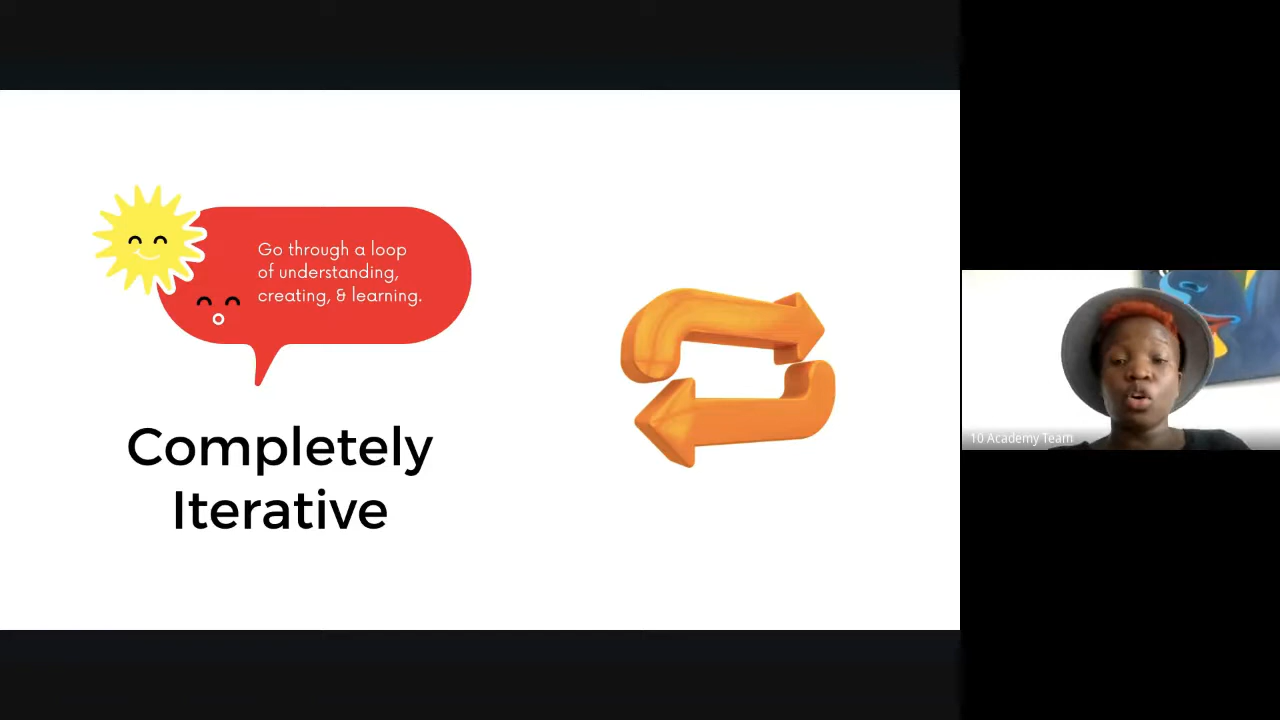 Go through a loop
of understanding,
creating, & learning.
Completely
Iterative
10 Academy Team